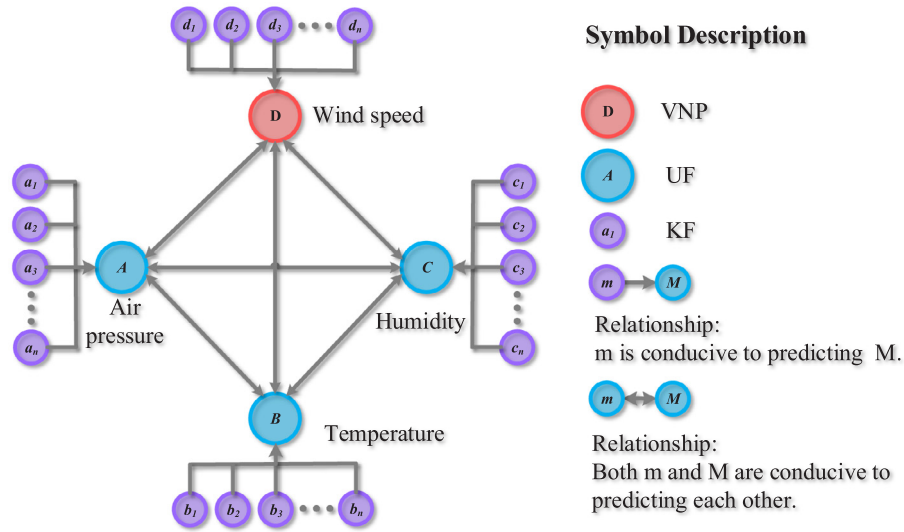 d1 d2 d3 dn
D Wind speed
a1
a2
a3
an
A
Air
pressure
c1
c2
c3
cn
C
Humidity
B
Temperature
b1 b2 b3 bn
Symbol Description
D VNP
A UF
a1 KF
m M
Relationship:
m is conducive to predicting M.
m M
Relationship:
Both m and M are conducive to
predicting each other.